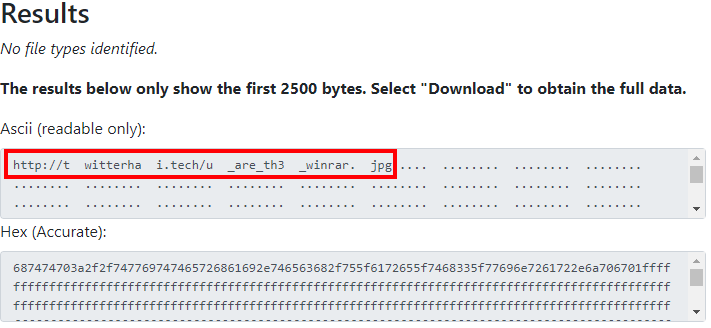 Results
No file types identified.
The results below only show the first 2500 bytes. Select "Download" to obtain the full data.
Ascii (readable only):
http://t  witterha  i.tech/u  _are_th3  _winrar.  jpg.....  ........  ........  ........
........  ........  ........  ........  ........  ........  ........  ........  ........
........  ........  ........  ........  ........  ........  ........  ........  ........
Hex (Accurate):
687474703a2f2f747769747465726861692e746563682f755f6172655f7468335f77696e7261722e6a706701ffff
ffffffffffffffffffffffffffffffffffffffffffffffffffffffffffffffffffffffffffffffffffffffffffff
ffffffffffffffffffffffffffffffffffffffffffffffffffffffffffffffffffffffffffffffffffffffffffff